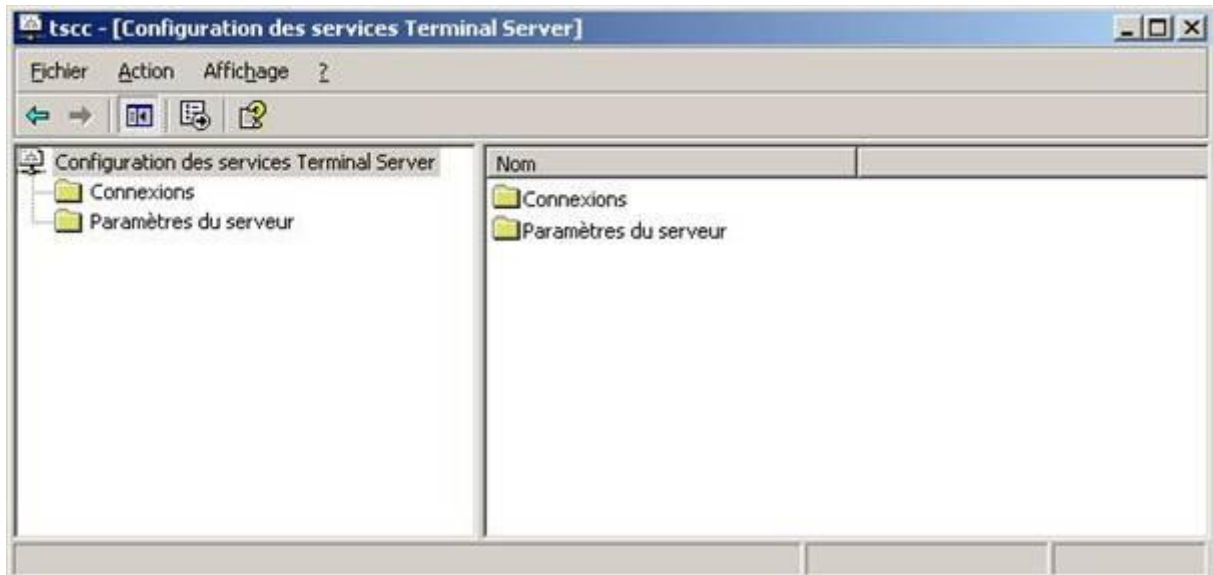 tscc - [Configuration des services Terminal Server]
Fichier Action Affichage ?
Configuration des services Terminal Server
Connexions
Paramètres du serveur
Nom
Connexions
Paramètres du serveur